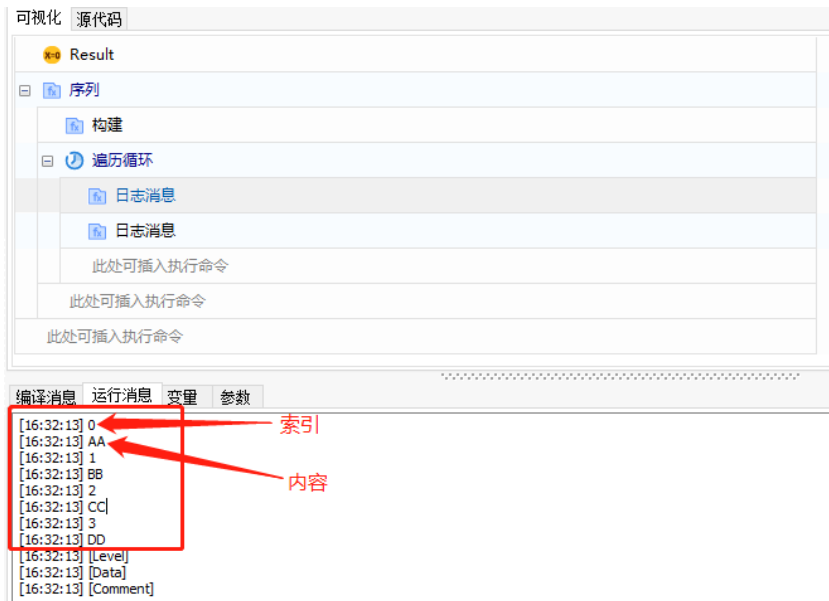 可视化 源代码
x=0 Result
fx 序列
fx 构建
遍历循环
fx 日志消息
fx 日志消息
此处可插入执行命令
此处可插入执行命令
此处可插入执行命令
编译消息 运行消息 变量 参数
[16:32:13] 0 索引
[16:32:13] AA
[16:32:13] 1
[16:32:13] BB 内容
[16:32:13] 2
[16:32:13] CC
[16:32:13] 3
[16:32:13] DD
[16:32:13] [Level]
[16:32:13] [Data]
[16:32:13] [Comment]